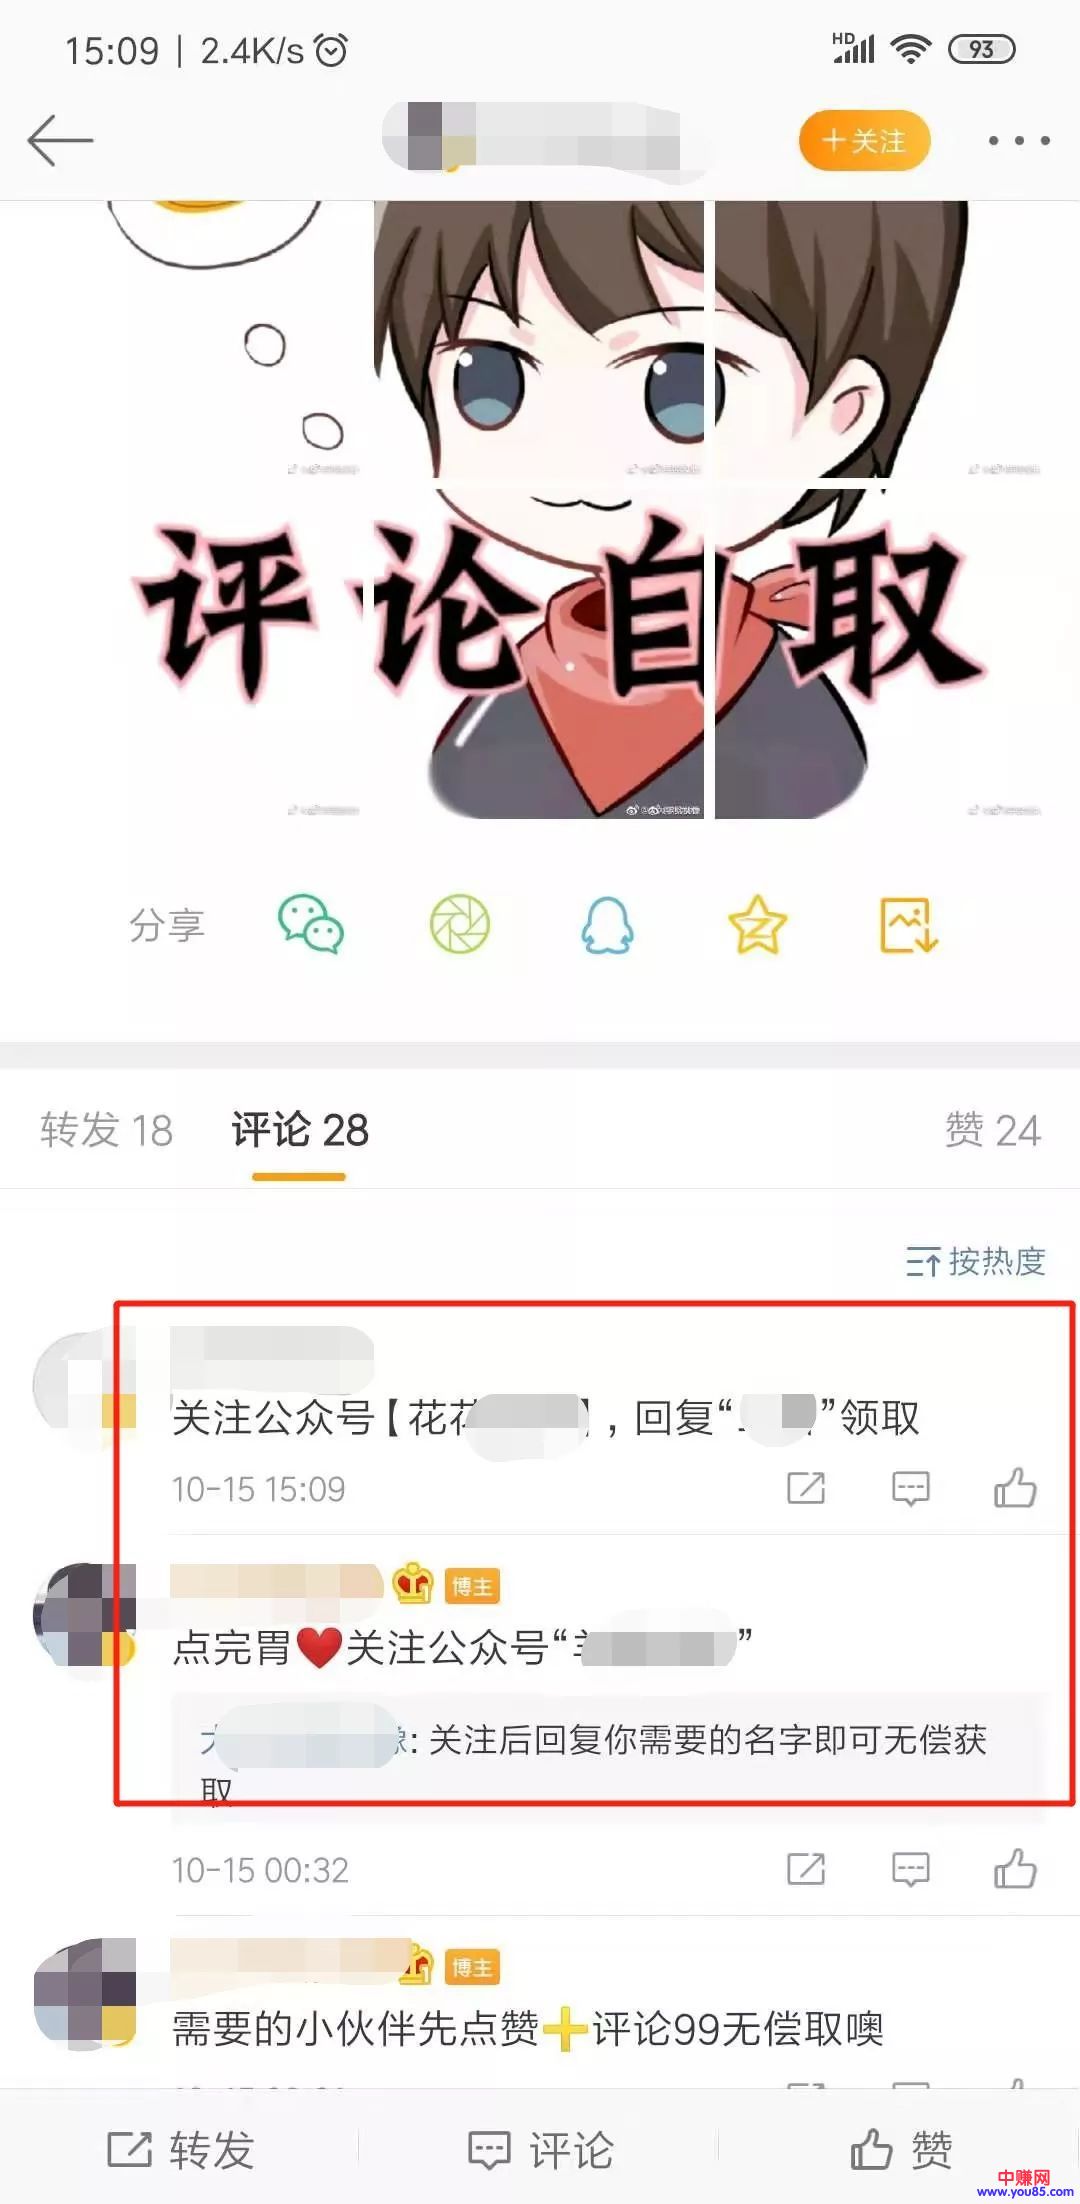 15:09 | 2.4K/s
HD 93
+关注
评论自取
分享
转发 18 评论 28 赞 24
按热度
关注公众号【花花】，回复“”领取
10-15 15:09
博主
点完胃❤关注公众号“”
: 关注后回复你需要的名字即可无偿获
取
10-15 00:32
博主
需要的小伙伴先点赞➕评论99无偿取噢
转发 评论 赞
中赚网
www.you85.com